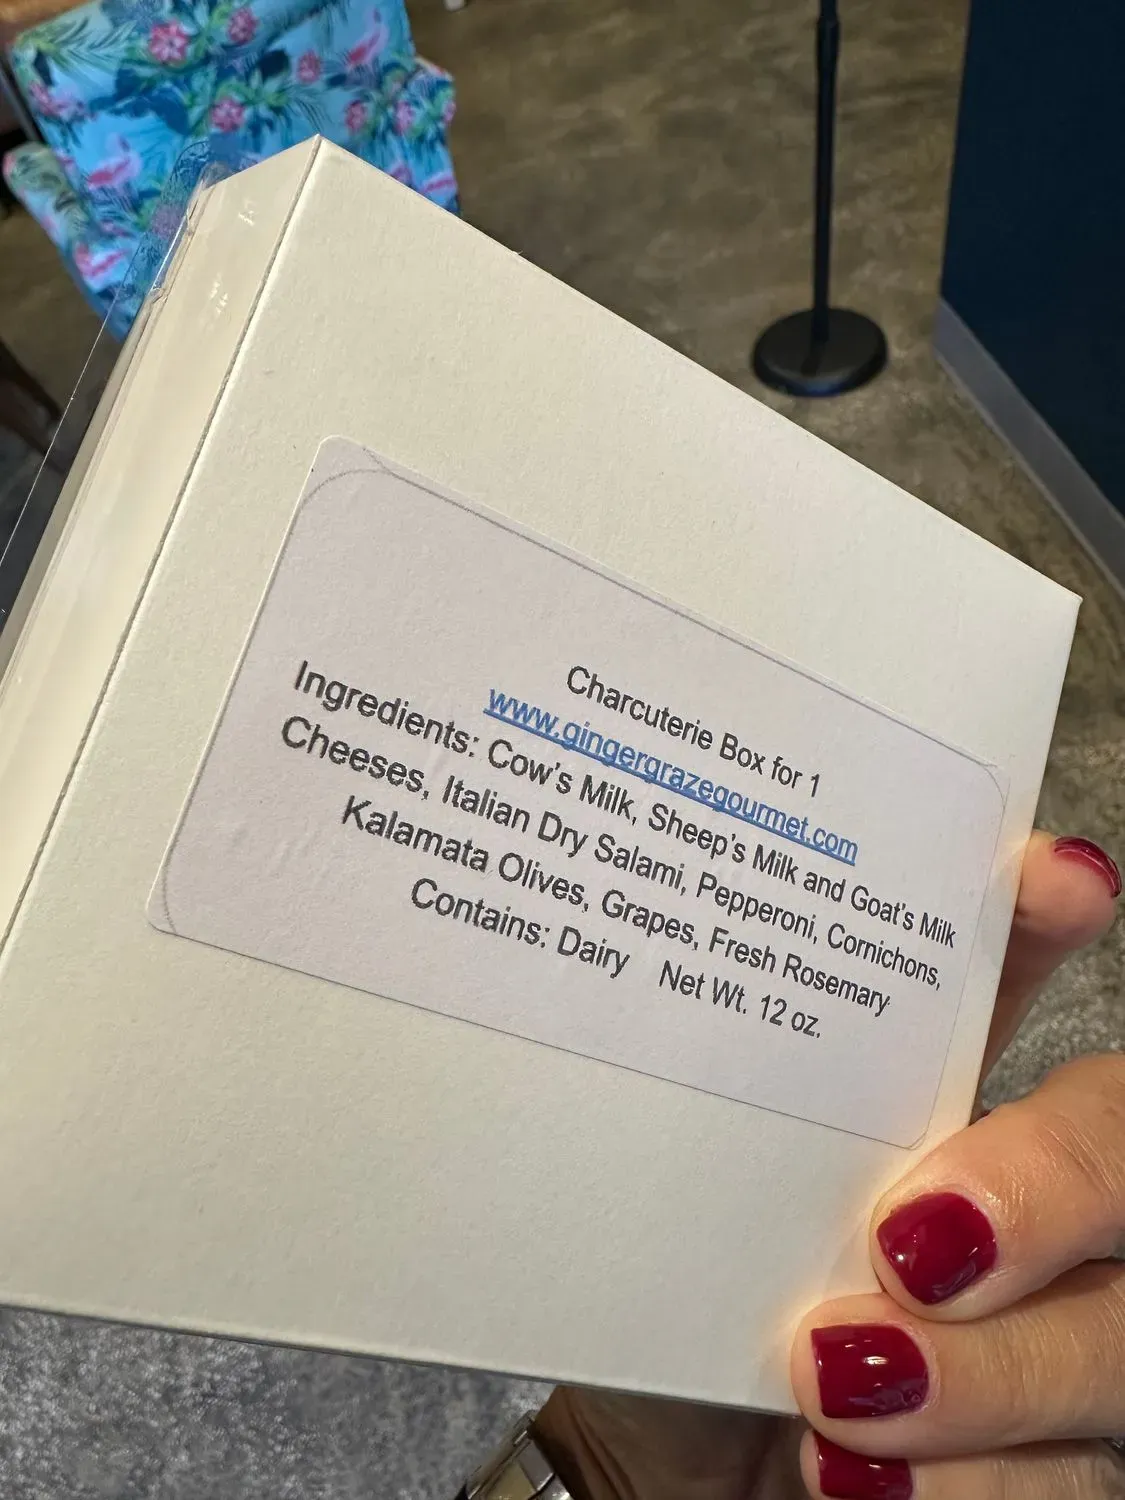 Charcuterie Box for 1
www.gingergrazegourmet.com
Ingredients: Cow's Milk, Sheep's Milk and Goat's Milk
Cheeses, Italian Dry Salami, Pepperoni, Cornichons,
Kalamata Olives, Grapes, Fresh Rosemary
Contains: Dairy Net Wt. 12 oz.